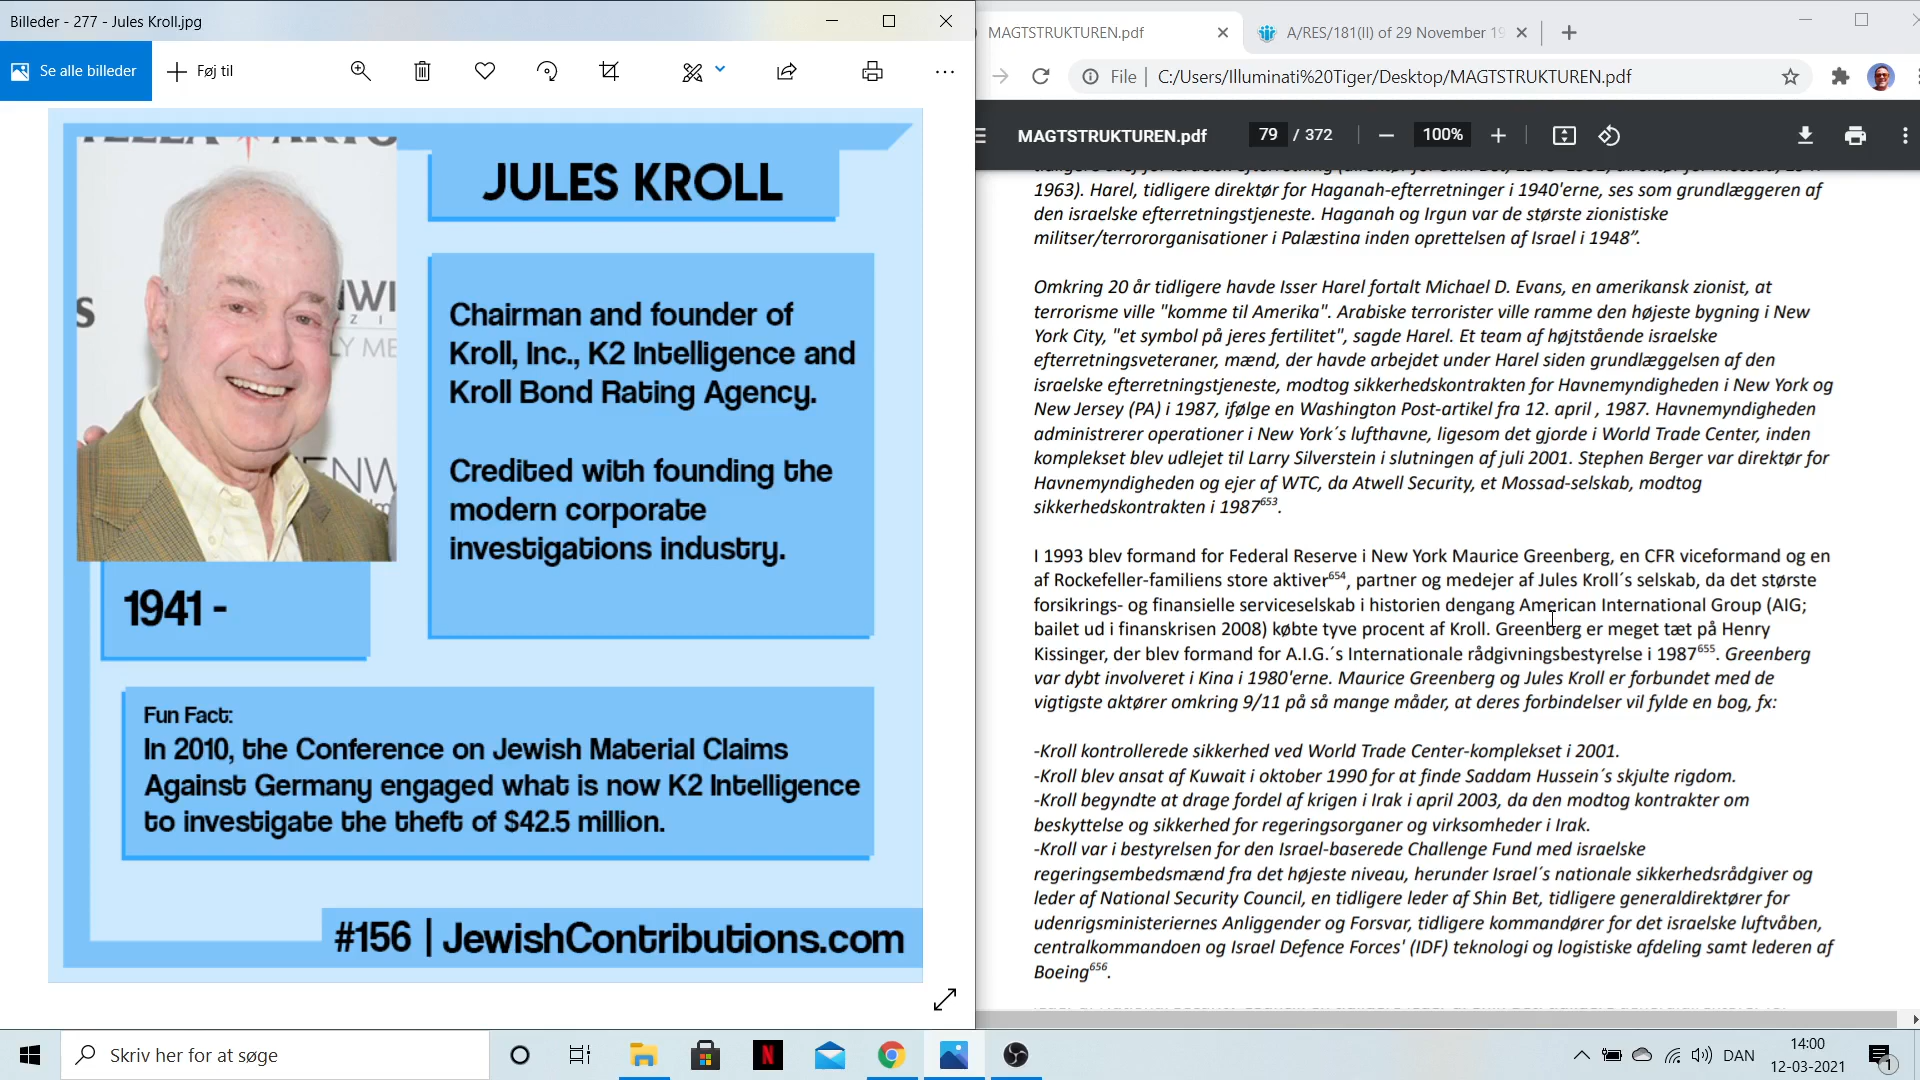 Billeder - 277 - Jules Kroll.jpg
Se alle billeder
Føj til
JULES KROLL
Chairman and founder of
Kroll, Inc., K2 Intelligence and
Kroll Bond Rating Agency.
Credited with founding the
modern corporate
investigations industry.
1941 -
Fun Fact:
In 2010, the Conference on Jewish Material Claims
Against Germany engaged what is now K2 Intelligence
to investigate the theft of $42.5 million.
#156 | JewishContributions.com
MAGTSTRUKTUREN.pdf
A/RES/181(II) of 29 November 19
File
C:/Users/Illuminati%20Tiger/Desktop/MAGTSTRUKTUREN.pdf
MAGTSTRUKTUREN.pdf
79 / 372
100%
1963). Harel, tidligere direktør for Haganah-efterretninger i 1940'erne, ses som grundlæggeren af
den israelske efterretningstjeneste. Haganah og Irgun var de største zionistiske
militser/terrororganisationer i Palæstina inden oprettelsen af Israel i 1948”.
Omkring 20 år tidligere havde Isser Harel fortalt Michael D. Evans, en amerikansk zionist, at
terrorisme ville "komme til Amerika". Arabiske terrorister ville ramme den højeste bygning i New
York City, "et symbol på jeres fertilitet", sagde Harel. Et team af højtstående israelske
efterretningsveteraner, mænd, der havde arbejdet under Harel siden grundlæggelsen af den
israelske efterretningstjeneste, modtog sikkerhedskontrakten for Havnemyndigheden i New York og
New Jersey (PA) i 1987, ifølge en Washington Post-artikel fra 12. april , 1987. Havnemyndigheden
administrerer operationer i New York´s lufthavne, ligesom det gjorde i World Trade Center, inden
komplekset blev udlejet til Larry Silverstein i slutningen af juli 2001. Stephen Berger var direktør for
Havnemyndigheden og ejer af WTC, da Atwell Security, et Mossad-selskab, modtog
sikkerhedskontrakten i 1987653.
I 1993 blev formand for Federal Reserve i New York Maurice Greenberg, en CFR viceformand og en
af Rockefeller-familiens store aktiver654, partner og medejer af Jules Kroll´s selskab, da det største
forsikrings- og finansielle serviceselskab i historien dengang American International Group (AIG;
bailet ud i finanskrisen 2008) købte tyve procent af Kroll. Greenberg er meget tæt på Henry
Kissinger, der blev formand for A.I.G.´s Internationale rådgivningsbestyrelse i 1987655. Greenberg
var dybt involveret i Kina i 1980'erne. Maurice Greenberg og Jules Kroll er forbundet med de
vigtigste aktører omkring 9/11 på så mange måder, at deres forbindelser vil fylde en bog, fx:
-Kroll kontrollerede sikkerhed ved World Trade Center-komplekset i 2001.
-Kroll blev ansat af Kuwait i oktober 1990 for at finde Saddam Hussein´s skjulte rigdom.
-Kroll begyndte at drage fordel af krigen i Irak i april 2003, da den modtog kontrakter om
beskyttelse og sikkerhed for regeringsorganer og virksomheder i Irak.
-Kroll var i bestyrelsen for den Israel-baserede Challenge Fund med israelske
regeringsembedsmænd fra det højeste niveau, herunder Israel´s nationale sikkerhedsrådgiver og
leder af National Security Council, en tidligere leder af Shin Bet, tidligere generaldirektører for
udenrigsministeriernes Anliggender og Forsvar, tidligere kommandører for det israelske luftvåben,
centralkommandoen og Israel Defence Forces' (IDF) teknologi og logistiske afdeling samt lederen af
Boeing656.
Skriv her for at søge
DAN
14:00
12-03-2021
1